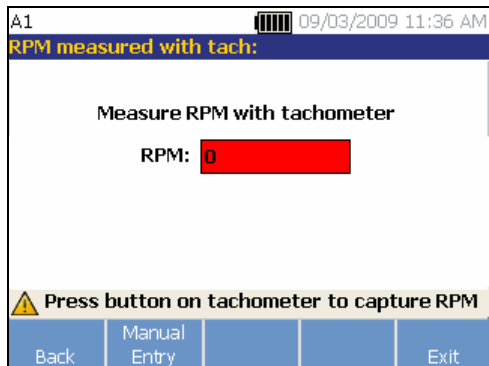 A1 09/03/2009 11:36 AM
RPM measured with tach:
Measure RPM with tachometer
RPM: 0
Press button on tachometer to capture RPM
Manual
Back Entry Exit